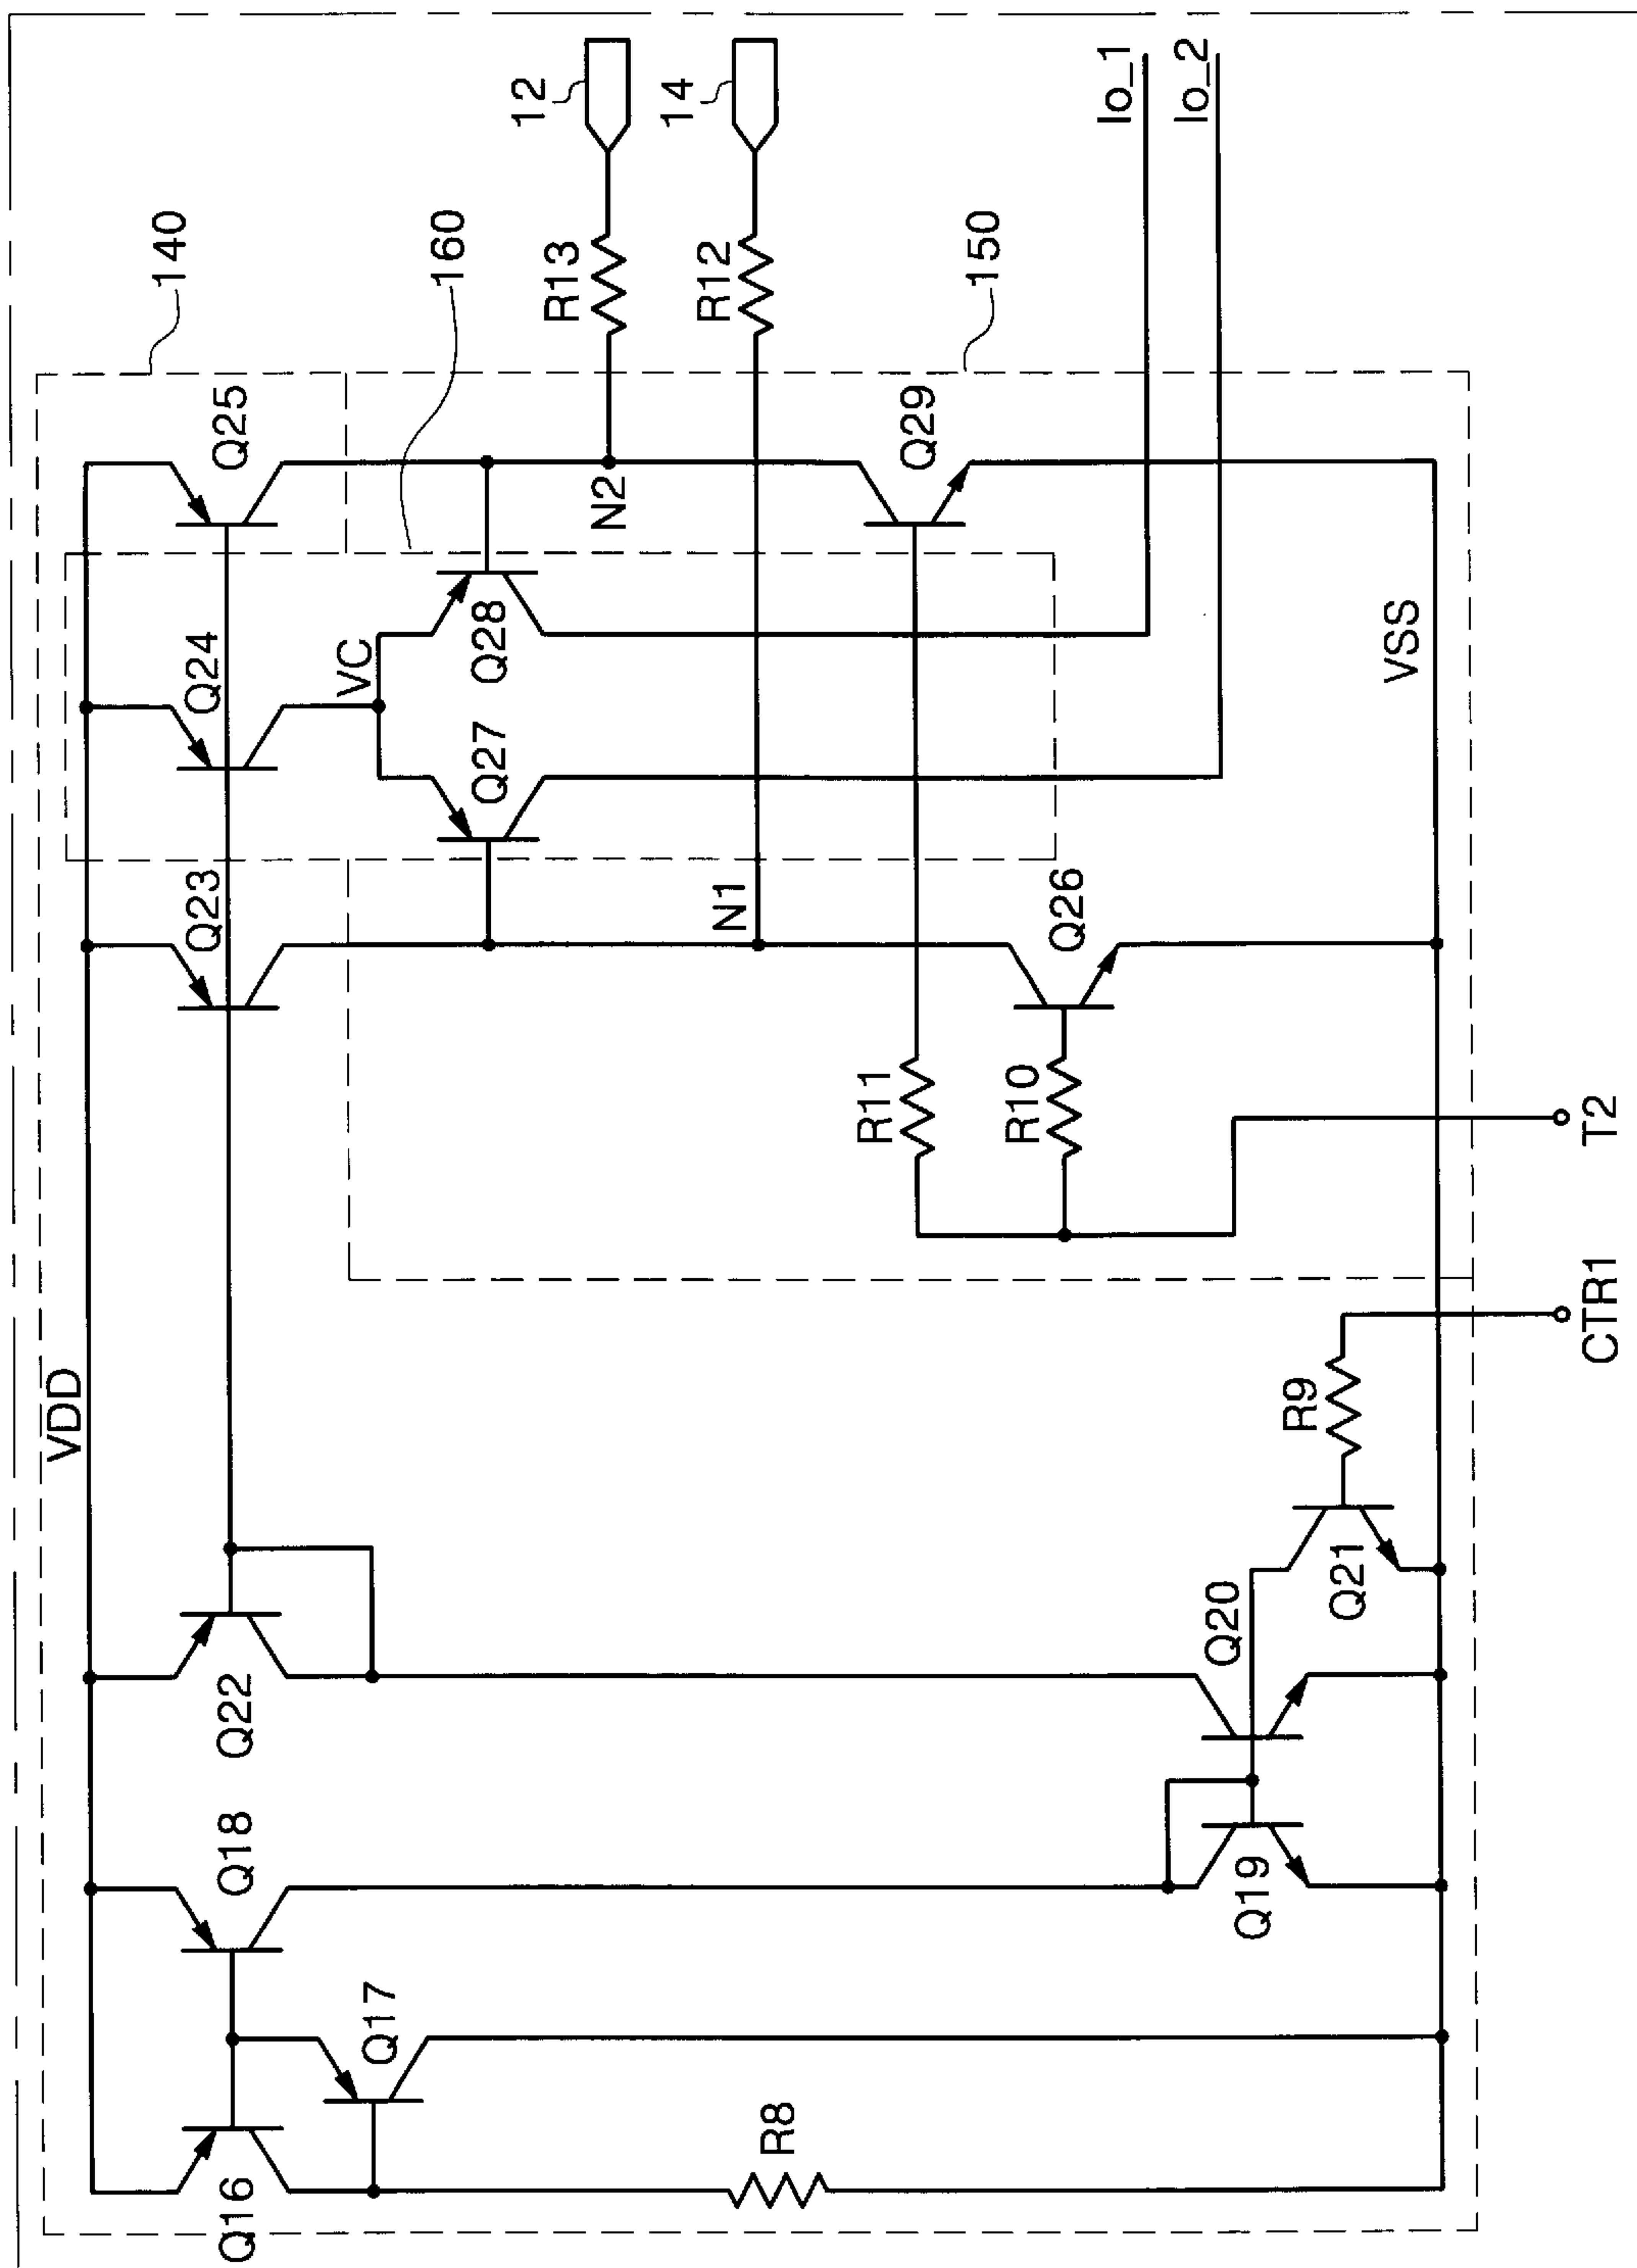 140
160
12
14
R13
R12
Io_1
Io_2
150
Q25
N2
Q29
Q24
VC
Q28
Q27
VSS
Q23
N1
Q26
R11
R10
T2
CTR1
VDD
R9
Q22
Q20
Q21
Q18
Q19
Q17
Q16
R8